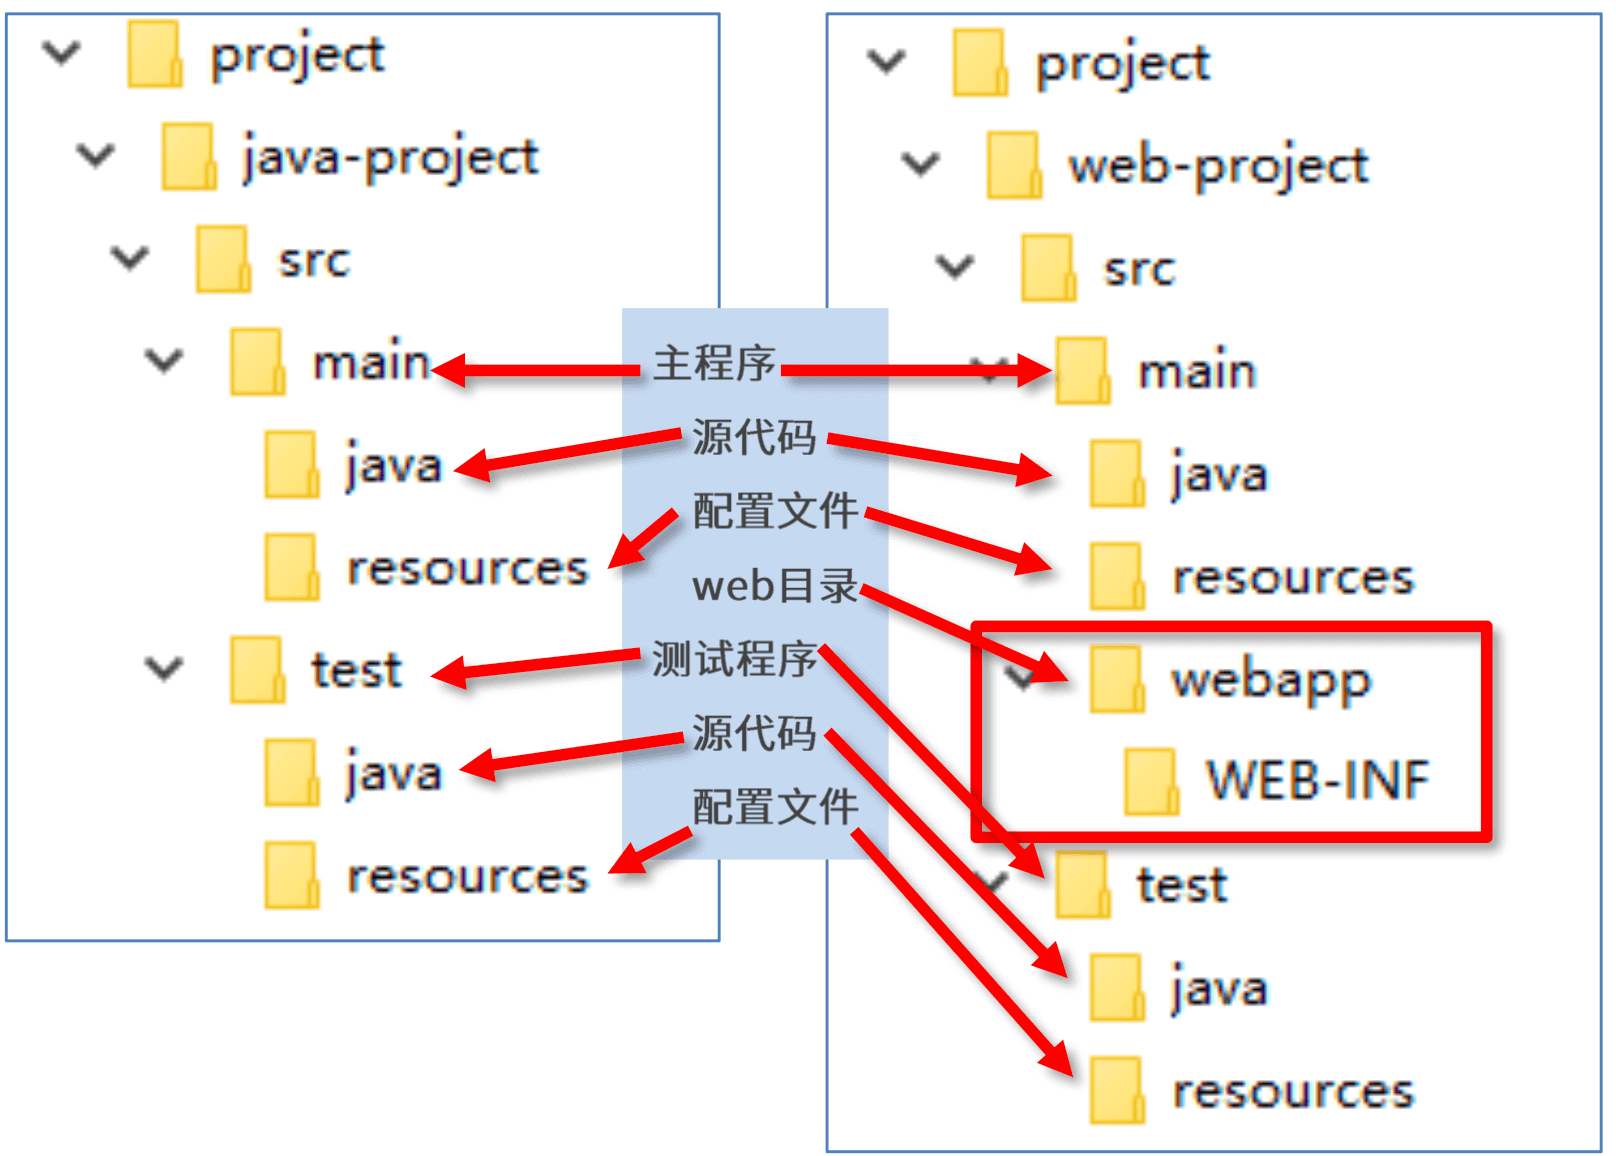 project
java-project
src
main
java
resources
test
java
resources
主程序
源代码
配置文件
web目录
测试程序
源代码
配置文件
project
web-project
src
main
java
resources
webapp
WEB-INF
test
java
resources